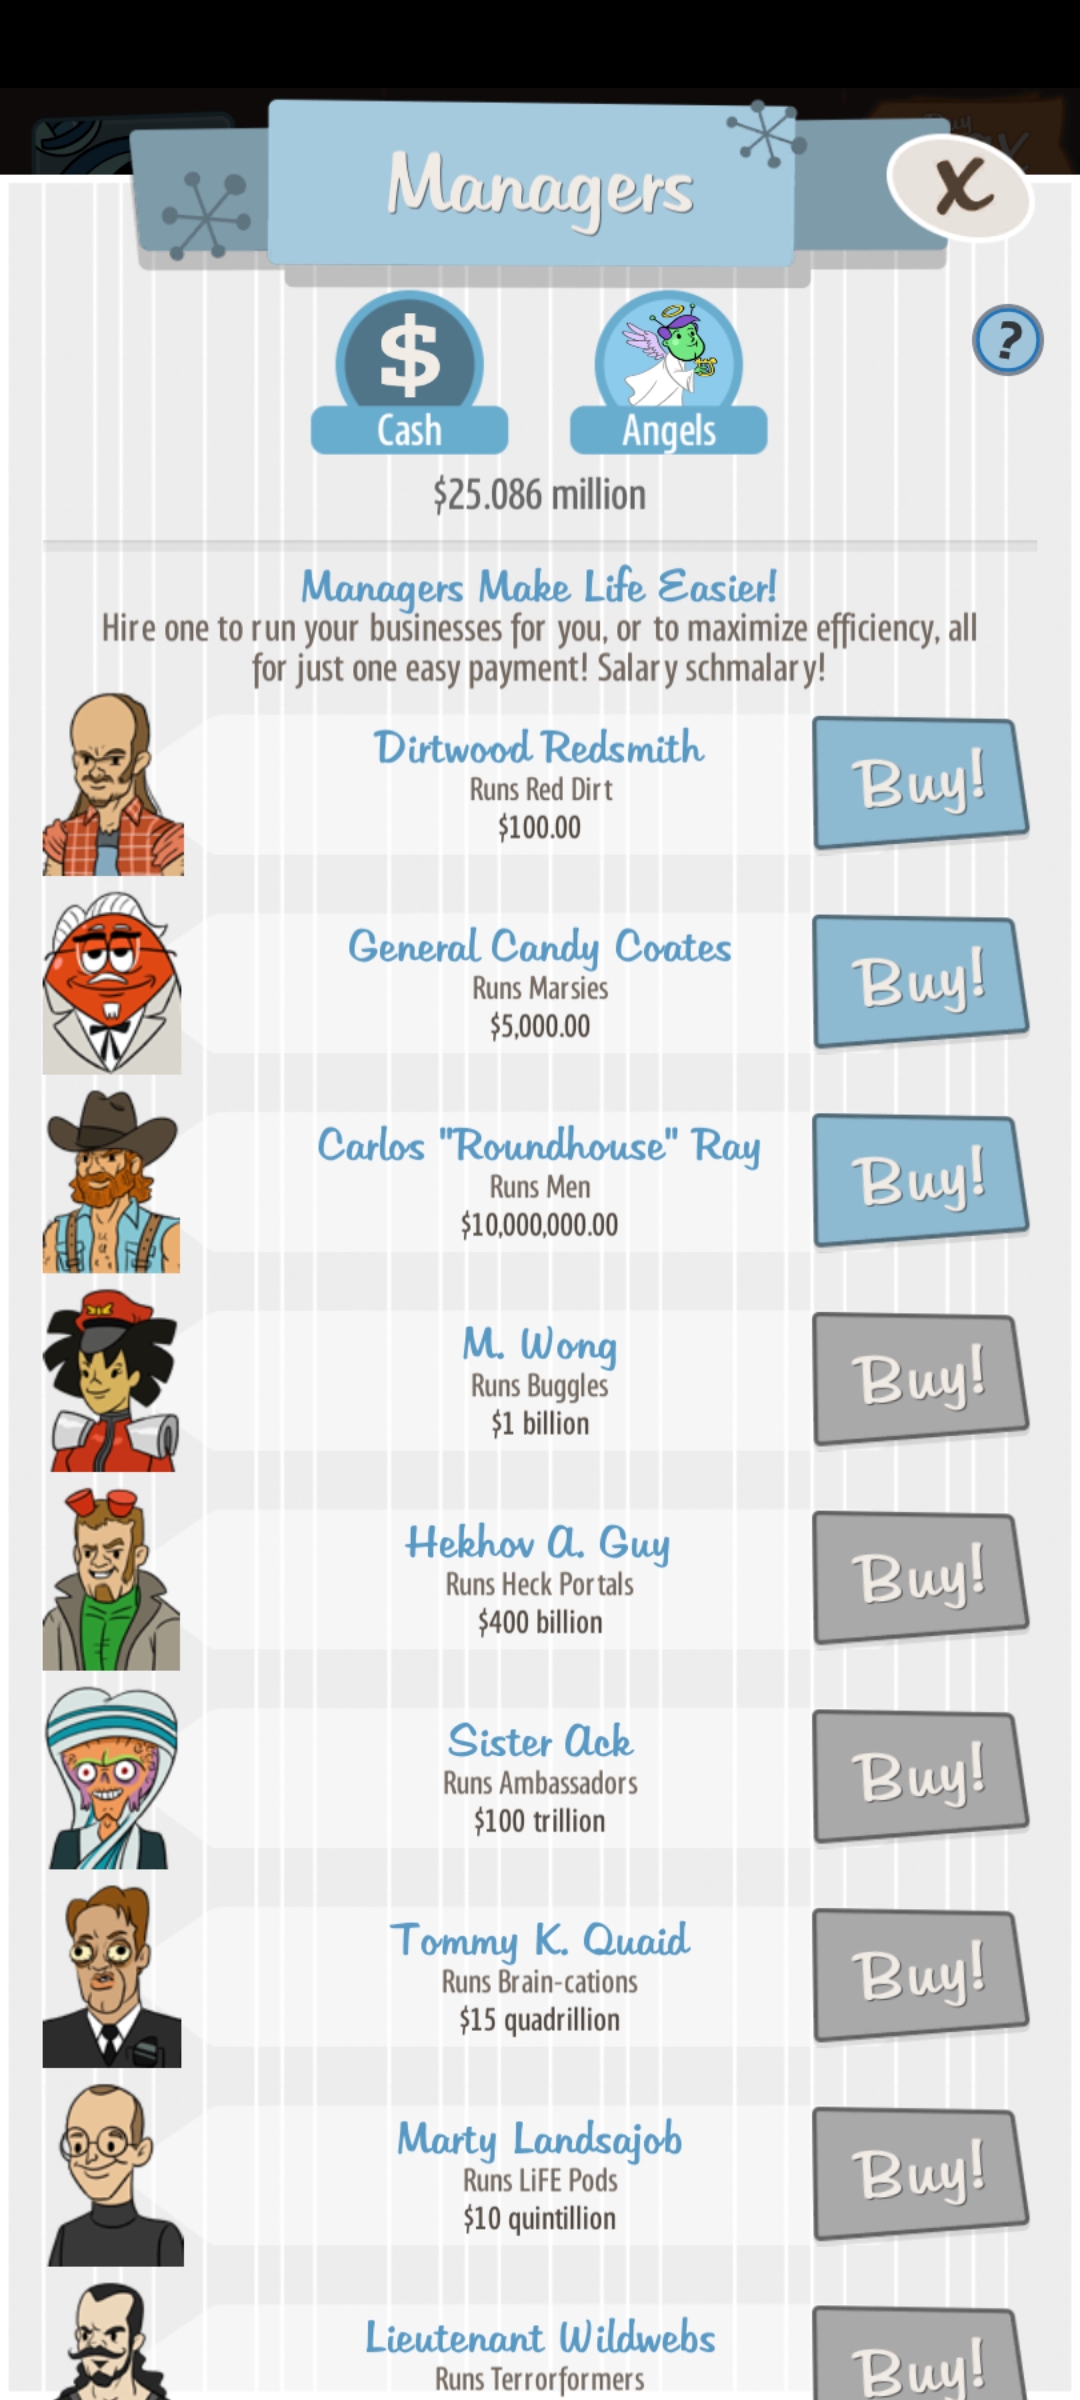 Buy
Managers
X
$
Cash
Angels
?
$25.086 million
Managers Make Life Easier!
Hire one to run your businesses for you, or to maximize efficiency, all
for just one easy payment! Salary schmalary!
Dirtwood Redsmith
Runs Red Dirt
$100.00
Buy!
General Candy Coates
Runs Marsies
$5,000.00
Buy!
Carlos "Roundhouse" Ray
Runs Men
$10,000,000.00
Buy!
M. Wong
Runs Buggles
$1 billion
Buy!
Hekhov A. Guy
Runs Heck Portals
$400 billion
Buy!
Sister Ack
Runs Ambassadors
$100 trillion
Buy!
Tommy K. Quaid
Runs Brain-cations
$15 quadrillion
Buy!
Marty Landsajob
Runs LiFE Pods
$10 quintillion
Buy!
Lieutenant Wildwebs
Runs Terrorformers
Buy!